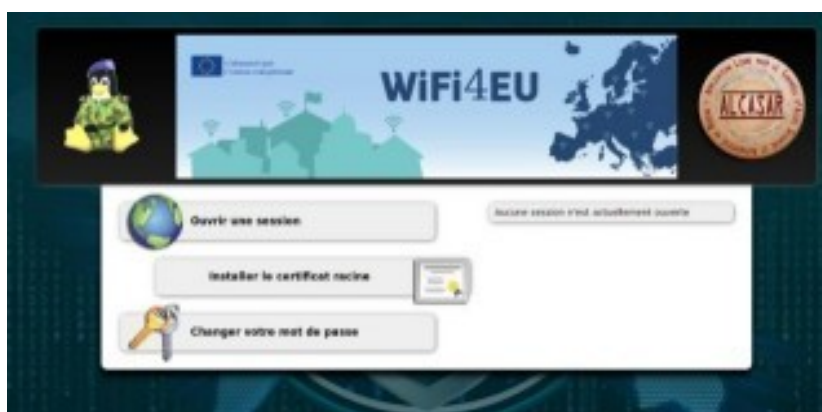 WiFi4EU
ALCASAR
Ouvrir une session
Aucune session n'est actuellement ouverte
Installer le certificat racine
Changer votre mot de passe